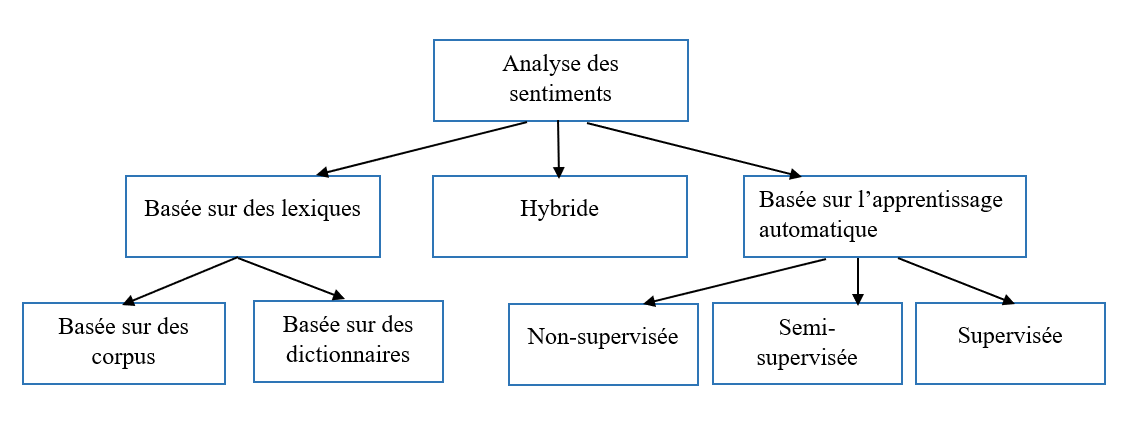 Analyse des
sentiments
Basée sur des lexiques
Hybride
Basée sur l’apprentissage
automatique
Basée sur des
corpus
Basée sur des
dictionnaires
Non-supervisée
Semi-
supervisée
Supervisée